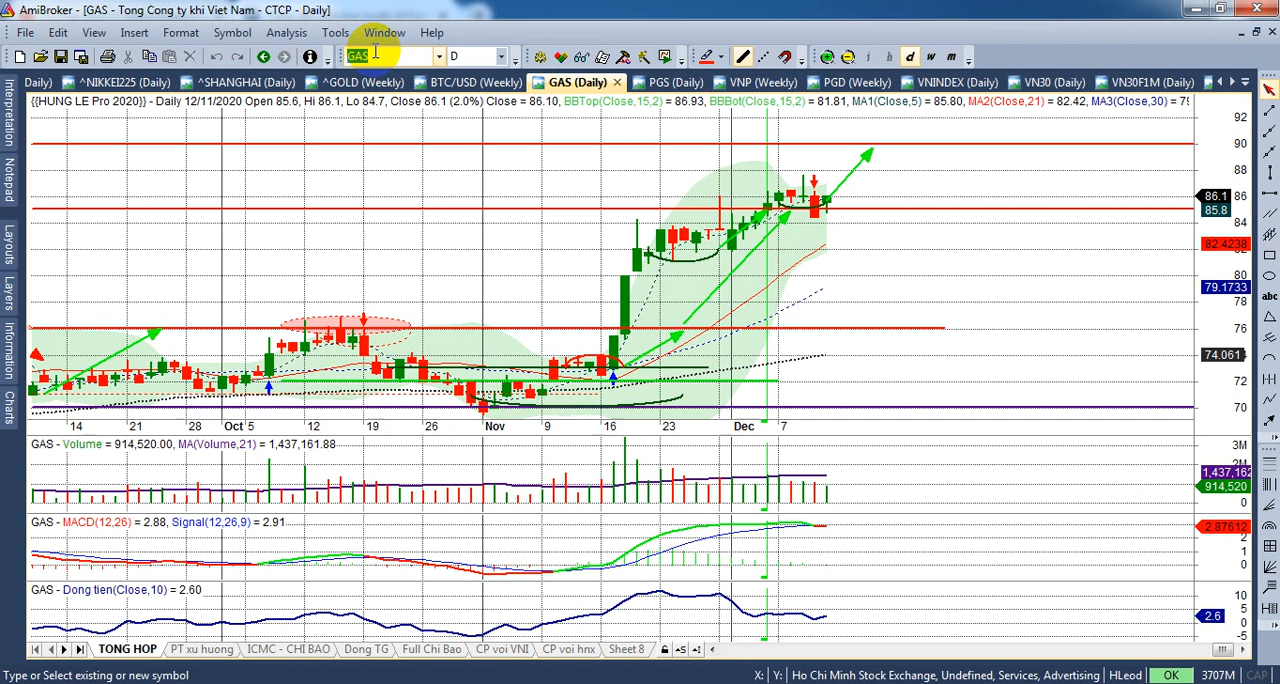 AmiBroker - [GAS - Tong Cong ty khi Viet Nam - CTCP - Daily]
File Edit View Insert Format Symbol Analysis Tools Window Help
GAS D i h d w m
Daily) ^NIKKEI225 (Daily) ^SHANGHAI (Daily) ^GOLD (Weekly) BTC/USD (Weekly) GAS (Daily) PGS (Daily) VNP (Weekly) PGD (Weekly) VNINDEX (Daily) VN30 (Daily) VN30F1M (Daily)
{{HUNG LE Pro 2020}} - Daily 12/11/2020 Open 85.6, Hi 86.1, Lo 84.7, Close 86.1 (2.0%) Close = 86.10, BBTop(Close,15,2) = 86.93, BBBot(Close,15,2) = 81.81, MA1(Close,5) = 85.80, MA2(Close,21) = 82.42, MA3(Close,30) = 79
Interpretation
Notepad
Layouts
Layers
Information
Charts
abc
92
90
88
86
86.1
85.8
84
82.4238
80
79.1733
78
76
74.061
72
70
14 21 28 Oct 5 12 19 26 Nov 9 16 23 Dec 7
GAS - Volume = 914,520.00, MA(Volume,21) = 1,437,161.88
3M
2M
1,437,162
914,520
0
GAS - MACD(12,26) = 2.88, Signal(12,26,9) = 2.91
2.87612
2
1
0
GAS - Dong tien(Close,10) = 2.60
10
5
2.6
-5
TONG HOP PT xu huong ICMC - CHI BAO Dong TG Full Chi Bao CP voi VNI CP voi hnx Sheet 8
Type or Select existing or new symbol X: Y: Ho Chi Minh Stock Exchange, Undefined, Services, Advertising HLeod OK 3707M CAP